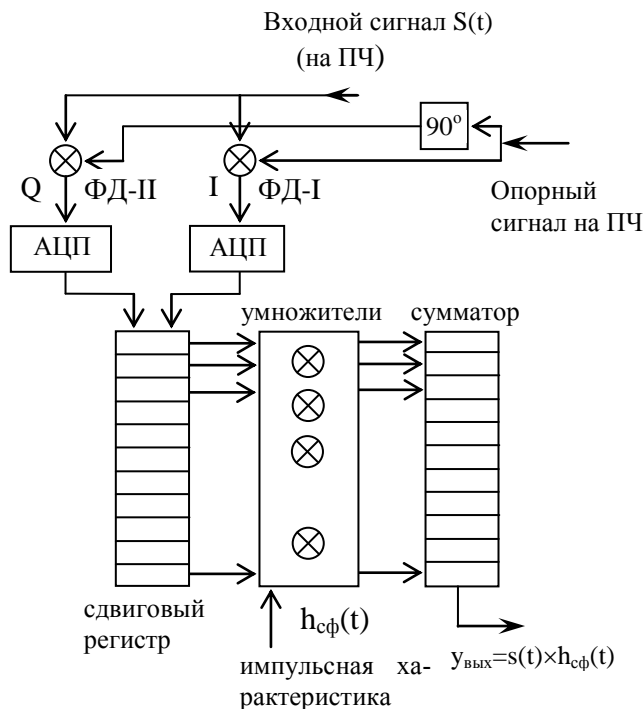 Входной сигнал S(t)
(на ПЧ)
90°
Q ФД-II I ФД-I
Опорный
сигнал на ПЧ
АЦП АЦП
умножители сумматор
сдвиговый
регистр
hсф(t)
импульсная ха-
рактеристика
yвых=s(t)×hсф(t)